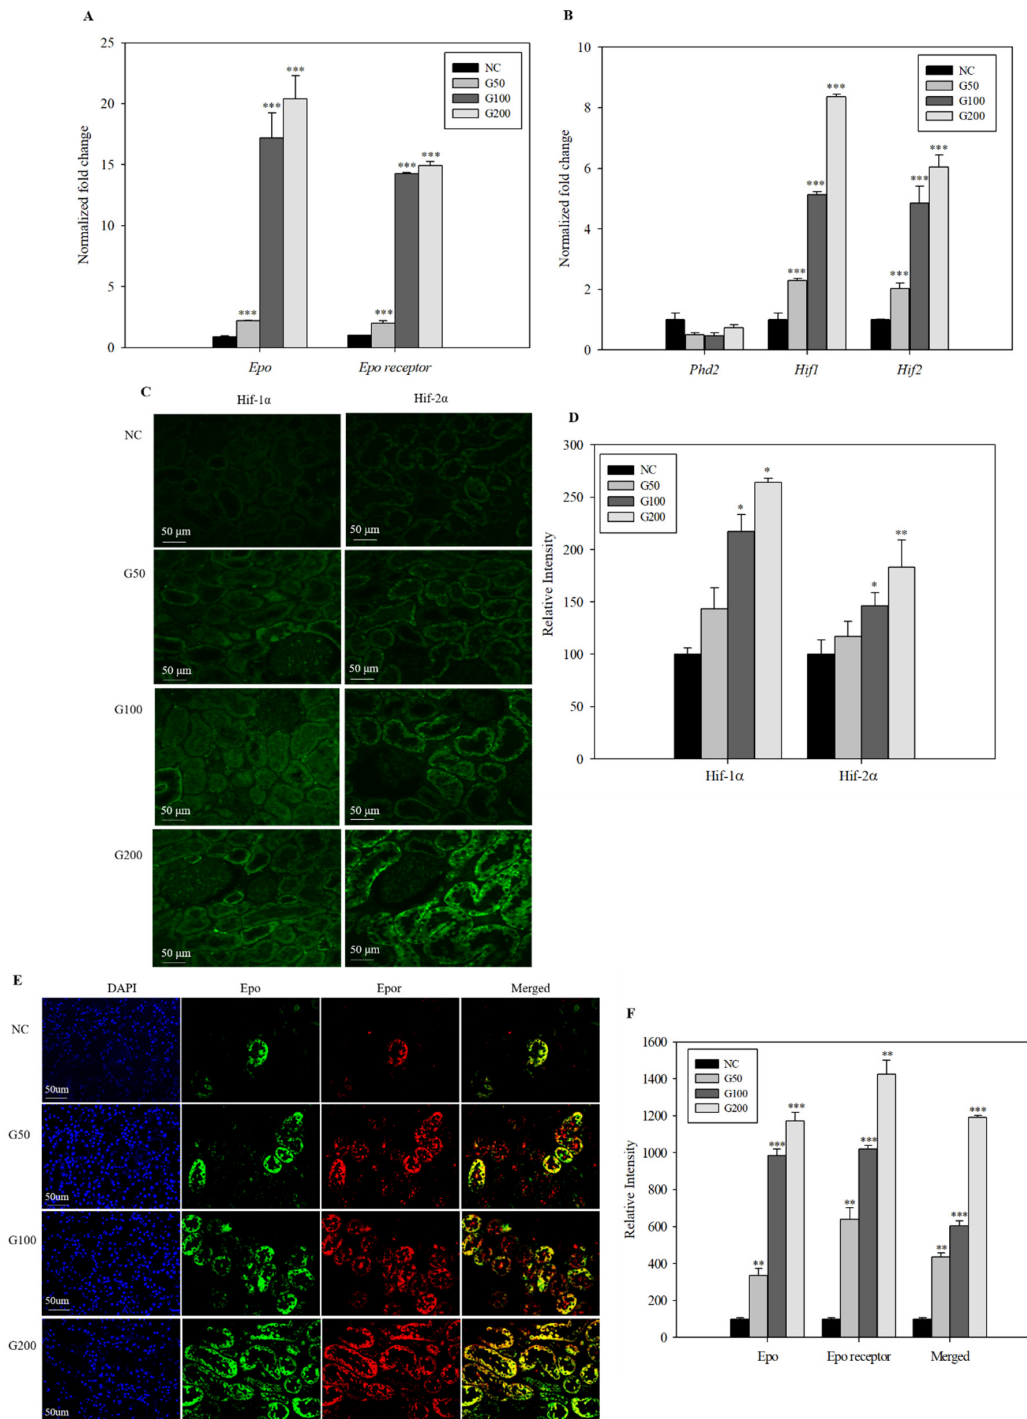 A
25
20
15
10
5
0
Normalized fold change
NC
G50
G100
G200
***
***
***
***
***
***
Epo
Epo receptor
B
10
8
6
4
2
0
Normalized fold change
NC
G50
G100
G200
***
***
***
***
***
***
Phd2
Hif1
Hif2
C
Hif-1α
Hif-2α
NC
50 μm
50 μm
G50
50 μm
50 μm
G100
50 μm
50 μm
G200
50 μm
50 μm
D
300
250
200
150
100
50
0
Relative Intensity
NC
G50
G100
G200
*
*
*
**
Hif-1α
Hif-2α
E
DAPI
Epo
Epor
Merged
NC
50um
G50
50um
G100
50um
G200
50um
F
1600
1400
1200
1000
800
600
400
200
0
Relative Intensity
NC
G50
G100
G200
**
***
***
**
***
**
**
***
***
Epo
Epo receptor
Merged